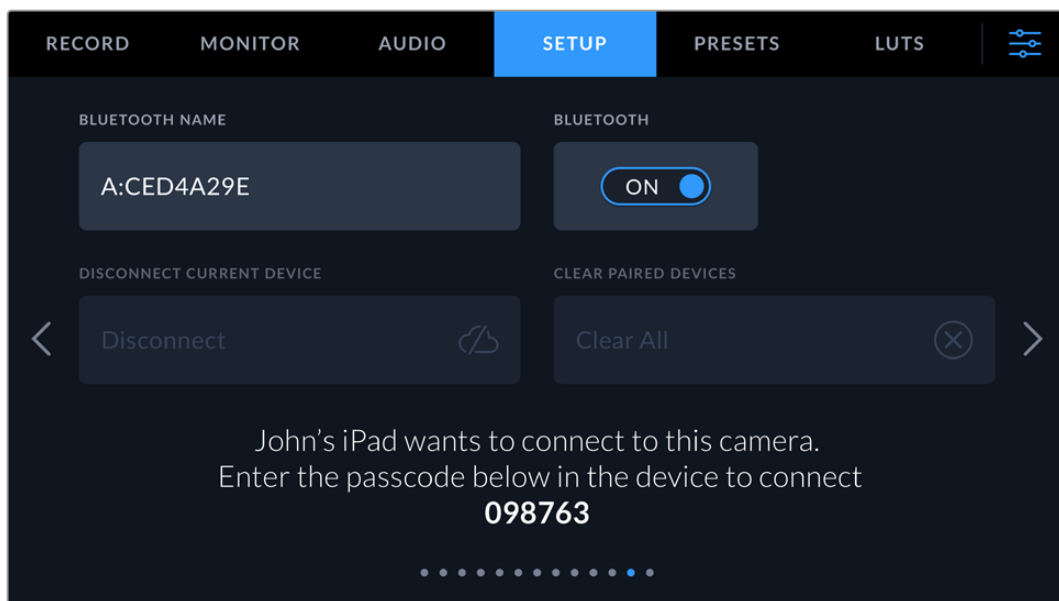 RECORD MONITOR AUDIO SETUP PRESETS LUTS
BLUETOOTH NAME
A:CED4A29E
BLUETOOTH
ON
DISCONNECT CURRENT DEVICE
Disconnect
CLEAR PAIRED DEVICES
Clear All
John’s iPad wants to connect to this camera.
Enter the passcode below in the device to connect
098763